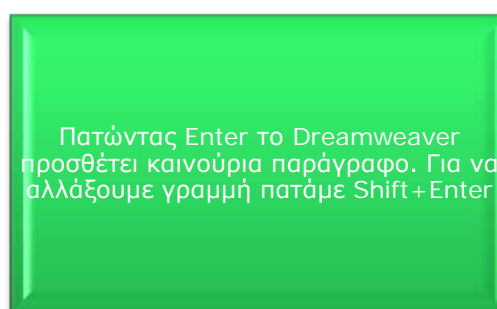 Πατώντας Enter το Dreamweaver
προσθέτει καινούρια παράγραφο. Για να
αλλάξουμε γραμμή πατάμε Shift+Enter